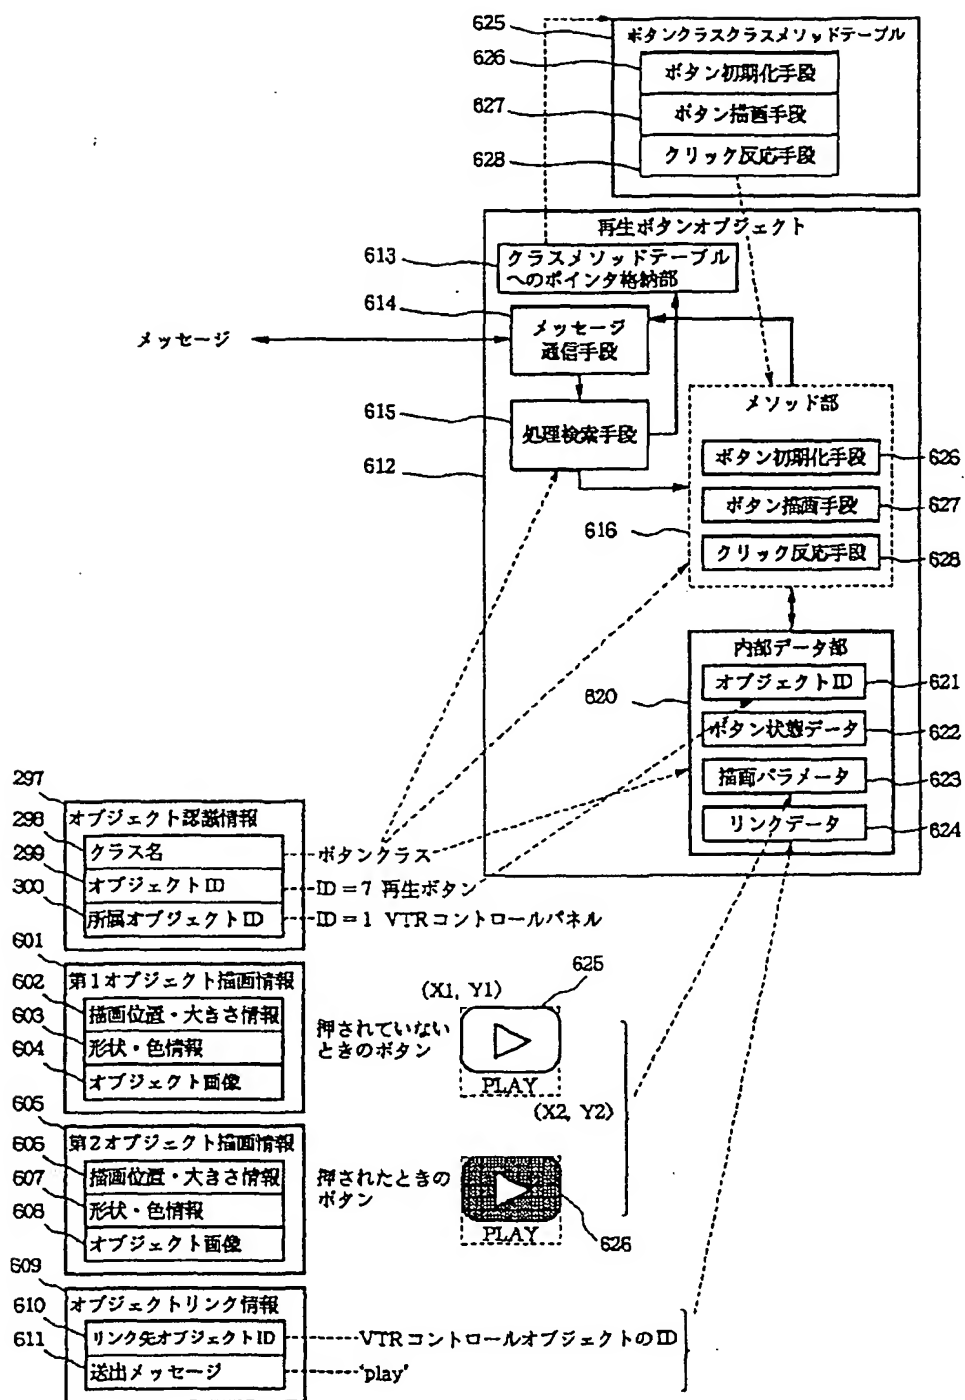 625
ボタンクラスクラスメソッドテーブル
626
ボタン初期化手段
627
ボタン描画手段
628
クリック反応手段
再生ボタンオブジェクト
613
クラスメソッドテーブル
へのポインタ格納部
614
メッセージ
メッセージ
通信手段
615
処理検索手段
612
メソッド部
ボタン初期化手段
626
ボタン描画手段
627
616
クリック反応手段
628
内部データ部
620
オブジェクトID
621
ボタン状態データ
622
描画パラメータ
623
リンクデータ
624
297
オブジェクト認識情報
298
クラス名
ボタンクラス
299
オブジェクトID
ID=7 再生ボタン
300
所属オブジェクトID
ID=1 VTRコントロールパネル
601
第1オブジェクト描画情報
602
描画位置・大きさ情報
603
形状・色情報
604
オブジェクト画像
押されていない
ときのボタン
(X1, Y1)
625
PLAY
(X2, Y2)
605
第2オブジェクト描画情報
606
描画位置・大きさ情報
607
形状・色情報
608
オブジェクト画像
押されたときの
ボタン
PLAY
626
609
オブジェクトリンク情報
610
リンク先オブジェクトID
VTRコントロールオブジェクトのID
611
送出メッセージ
'play'